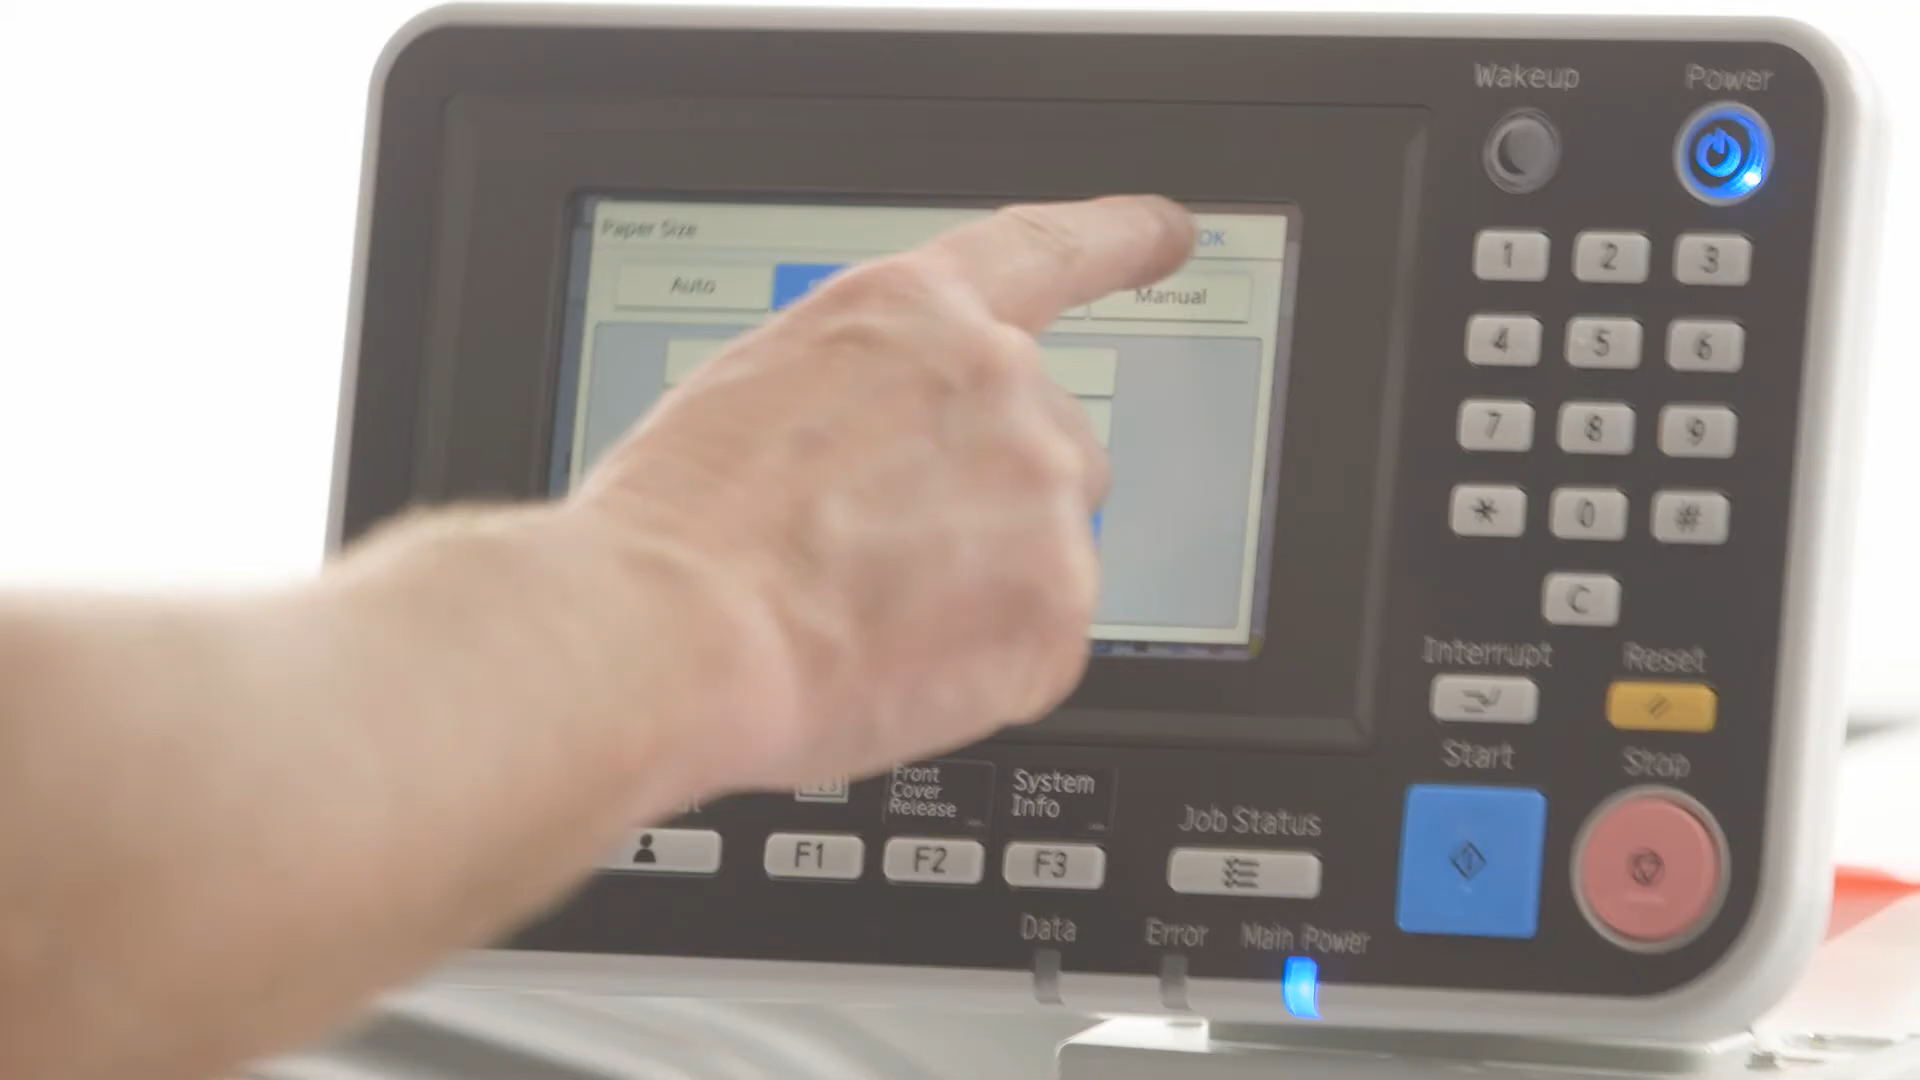 Wakeup
Power
Paper Size
OK
Auto
Manual
1 2 3
4 5 6
7 8 9
* 0 #
C
Interrupt
Reset
Start
Stop
Front
Cover
Release
System
Info
Job Status
F1
F2
F3
Data
Error
Main Power